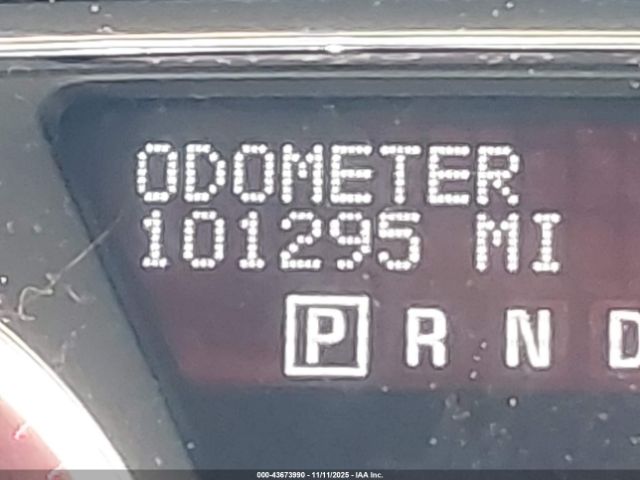 ODOMETER
101295 MI
P R N D
000-43673990 - 11/11/2025 - IAA Inc.